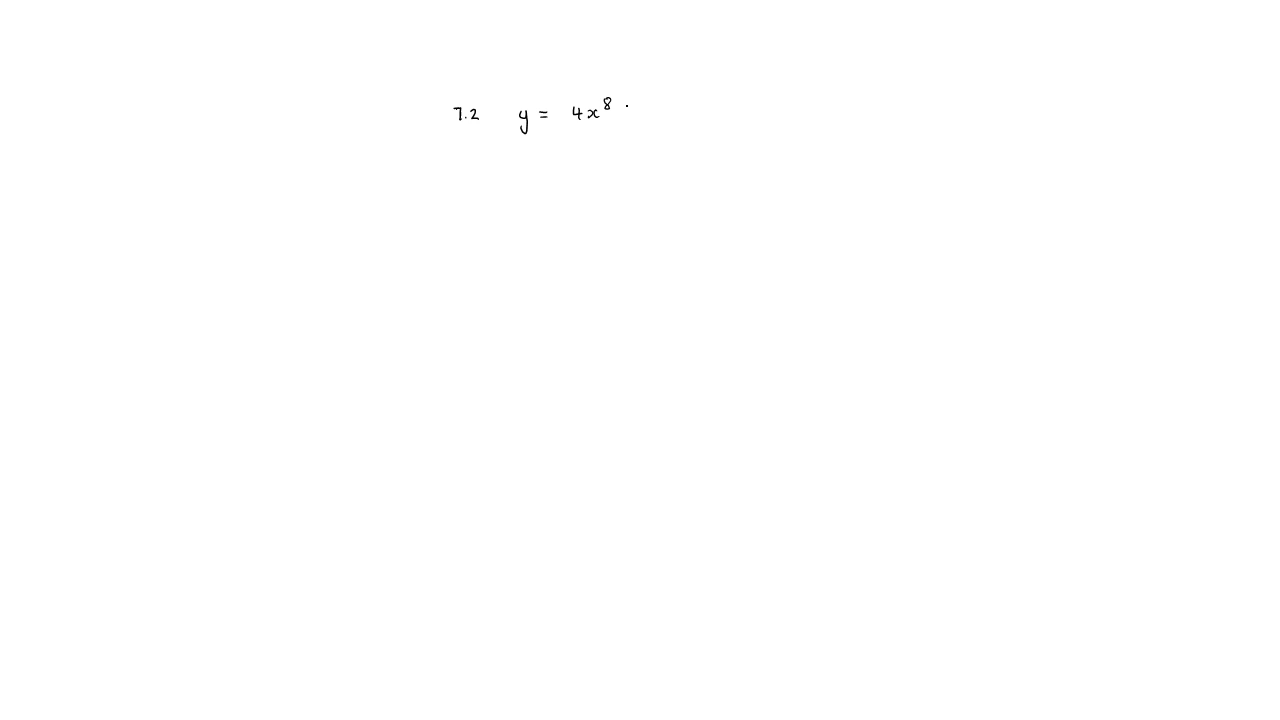 7.2 y = 4x⁸ .